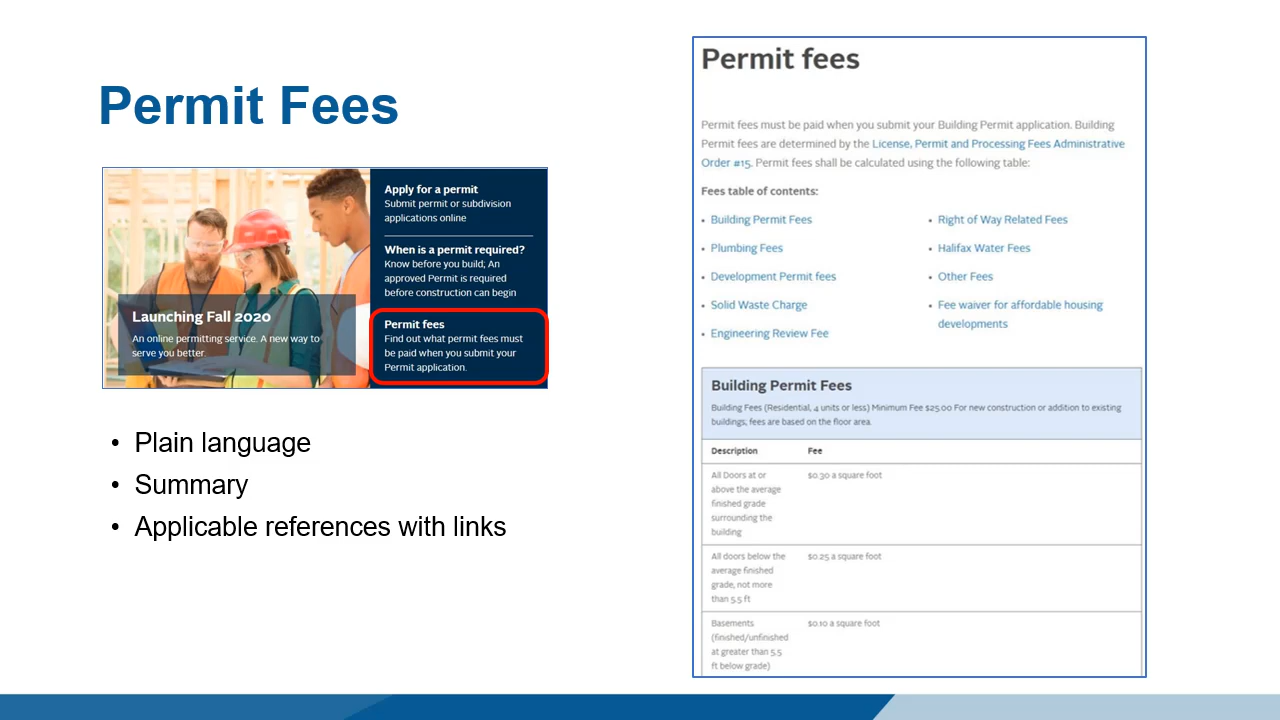 Permit Fees
Apply for a permit
Submit permit or subdivision
applications online
When is a permit required?
Know before you build; An
approved Permit is required
before construction can begin
Permit fees
Find out what permit fees must
be paid when you submit your
Permit application.
Launching Fall 2020
An online permitting service. A new way to
serve you better.
• Plain language
• Summary
• Applicable references with links
Permit fees
Permit fees must be paid when you submit your Building Permit application. Building
Permit fees are determined by the License, Permit and Processing Fees Administrative
Order #15. Permit fees shall be calculated using the following table:
Fees table of contents:
• Building Permit Fees
• Plumbing Fees
• Development Permit fees
• Solid Waste Charge
• Engineering Review Fee
• Right of Way Related Fees
• Halifax Water Fees
• Other Fees
• Fee waiver for affordable housing
developments
Building Permit Fees
Building Fees (Residential, 4 units or less) Minimum Fee $25.00 For new construction or addition to existing
buildings; fees are based on the floor area.
Description Fee
All Doors at or $0.30 a square foot
above the average
finished grade
surrounding the
building
All doors below the $0.25 a square foot
average finished
grade, not more
than 5.5 ft
Basements $0.10 a square foot
(finished/unfinished
at greater than 5.5
ft below grade)